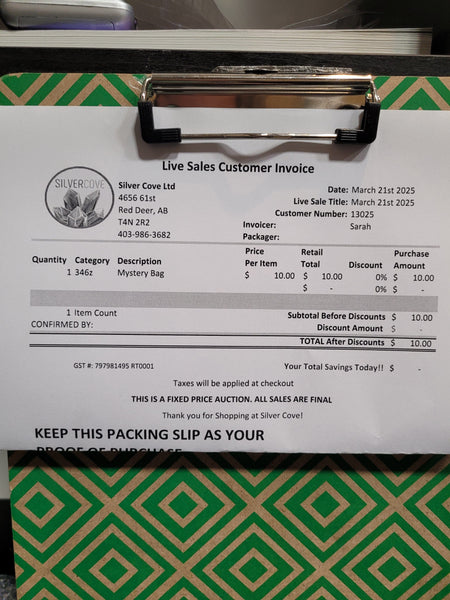 Live Sales Customer Invoice
SILVERCOVE
Silver Cove Ltd
4656 61st
Red Deer, AB
T4N 2R2
403-986-3682
Date: March 21st 2025
Live Sale Title: March 21st 2025
Customer Number: 13025
Invoicer: Sarah
Packager:
Quantity Category Description Price Per Item Retail Total Discount Purchase Amount
1 346z Mystery Bag $ 10.00 $ 10.00 0% $ 10.00
$ - 0% $ -
1 Item Count Subtotal Before Discounts $ 10.00
CONFIRMED BY: Discount Amount $ -
TOTAL After Discounts $ 10.00
GST #: 797981495 RT0001 Your Total Savings Today!! $ -
Taxes will be applied at checkout
THIS IS A FIXED PRICE AUCTION. ALL SALES ARE FINAL
Thank you for Shopping at Silver Cove!
KEEP THIS PACKING SLIP AS YOUR
PROOF OF PURCHASE